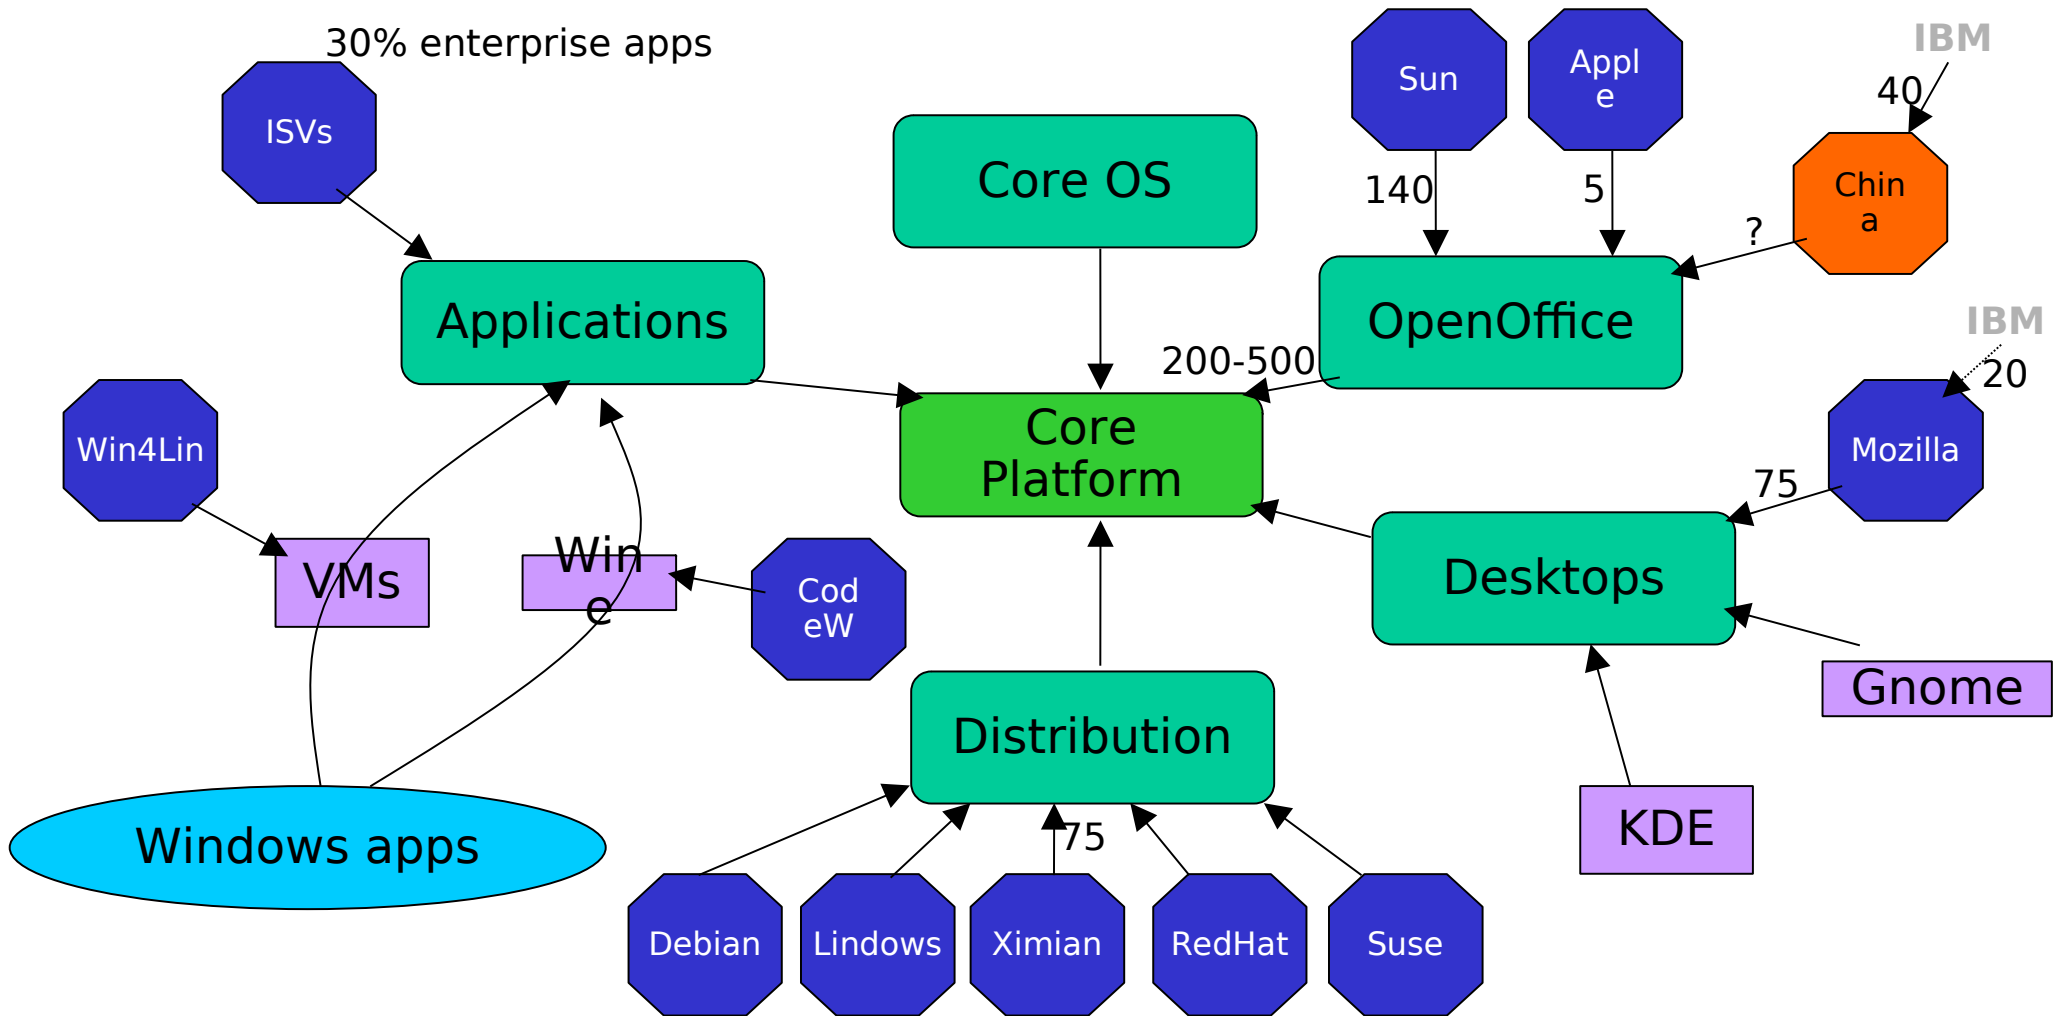 30% enterprise apps
ISVs
Sun
Appl
e
IBM
40
Chin
a
Core OS
140
5
?
Applications
OpenOffice
200-500
IBM
20
Win4Lin
Core
Platform
Mozilla
75
VMs
Win
e
Cod
eW
Desktops
Gnome
Distribution
KDE
Windows apps
75
Debian
Lindows
Ximian
RedHat
Suse